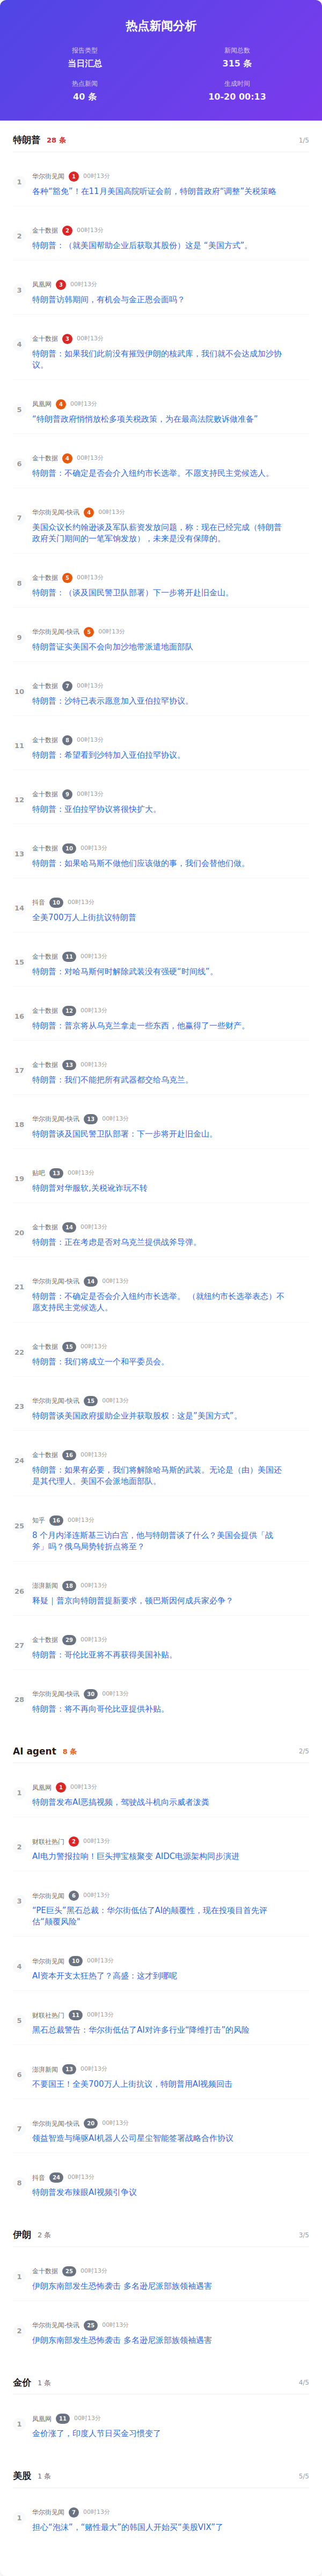 热点新闻分析
报告类型
新闻总数
当日汇总
315 条
热点新闻
生成时间
40 条
10-20 00:13
特朗普 28 条 1/5
1 华尔街见闻 1 00时13分
各种“豁免”！在11月美国高院听证会前，特朗普政府“调整”关税策略
2 金十数据 2 00时13分
特朗普：（就美国帮助企业后获取其股份）这是 “美国方式”。
3 凤凰网 3 00时13分
特朗普访韩期间，有机会与金正恩会面吗？
4 金十数据 3 00时13分
特朗普：如果我们此前没有摧毁伊朗的核武库，我们就不会达成加沙协
议。
5 凤凰网 4 00时13分
“特朗普政府悄悄放松多项关税政策，为在最高法院败诉做准备”
6 金十数据 4 00时13分
特朗普：不确定是否会介入纽约市长选举。不愿支持民主党候选人。
7 华尔街见闻-快讯 4 00时13分
美国众议长约翰逊谈及军队薪资发放问题，称：现在已经完成（特朗普
政府关门期间的一笔军饷发放），未来是没有保障的。
8 金十数据 5 00时13分
特朗普：（谈及国民警卫队部署）下一步将开赴旧金山。
9 华尔街见闻-快讯 5 00时13分
特朗普证实美国不会向加沙地带派遣地面部队
10 金十数据 7 00时13分
特朗普：沙特已表示愿意加入亚伯拉罕协议。
11 金十数据 8 00时13分
特朗普：希望看到沙特加入亚伯拉罕协议。
12 金十数据 9 00时13分
特朗普：亚伯拉罕协议将很快扩大。
13 金十数据 10 00时13分
特朗普：如果哈马斯不做他们应该做的事，我们会替他们做。
14 抖音 10 00时13分
全美700万人上街抗议特朗普
15 金十数据 11 00时13分
特朗普：对哈马斯何时解除武装没有强硬“时间线”。
16 金十数据 12 00时13分
特朗普：普京将从乌克兰拿走一些东西，他赢得了一些财产。
17 金十数据 13 00时13分
特朗普：我们不能把所有武器都交给乌克兰。
18 华尔街见闻-快讯 13 00时13分
特朗普谈及国民警卫队部署：下一步将开赴旧金山。
19 贴吧 13 00时13分
特朗普对华服软,关税讹诈玩不转
20 金十数据 14 00时13分
特朗普：正在考虑是否对乌克兰提供战斧导弹。
21 华尔街见闻-快讯 14 00时13分
特朗普：不确定是否会介入纽约市长选举。 （就纽约市长选举表态）不
愿支持民主党候选人。
22 金十数据 15 00时13分
特朗普：我们将成立一个和平委员会。
23 华尔街见闻-快讯 15 00时13分
特朗普谈美国政府援助企业并获取股权：这是“美国方式”。
24 金十数据 16 00时13分
特朗普：如果有必要，我们将解除哈马斯的武装。无论是（由）美国还
是其代理人。美国不会派地面部队。
25 知乎 16 00时13分
8 个月内泽连斯基三访白宫，他与特朗普谈了什么？美国会提供「战
斧」吗？俄乌局势转折点将至？
26 澎湃新闻 18 00时13分
释疑｜普京向特朗普提新要求，顿巴斯因何成兵家必争？
27 金十数据 29 00时13分
特朗普：哥伦比亚将不再获得美国补贴。
28 华尔街见闻-快讯 30 00时13分
特朗普：将不再向哥伦比亚提供补贴。
AI agent 8 条 2/5
1 凤凰网 1 00时13分
特朗普发布AI恶搞视频，驾驶战斗机向示威者泼粪
2 财联社热门 2 00时13分
AI电力警报拉响！巨头押宝核聚变 AIDC电源架构同步演进
3 华尔街见闻 6 00时13分
“PE巨头”黑石总裁：华尔街低估了AI的颠覆性，现在投项目首先评
估“颠覆风险”
4 华尔街见闻 10 00时13分
AI资本开支太狂热了？高盛：这才到哪呢
5 财联社热门 11 00时13分
黑石总裁警告：华尔街低估了AI对许多行业“降维打击”的风险
6 澎湃新闻 13 00时13分
不要国王！全美700万人上街抗议，特朗普用AI视频回击
7 华尔街见闻-快讯 20 00时13分
领益智造与绳驱AI机器人公司星尘智能签署战略合作协议
8 抖音 24 00时13分
特朗普发布辣眼AI视频引争议
伊朗 2 条 3/5
1 金十数据 25 00时13分
伊朗东南部发生恐怖袭击 多名逊尼派部族领袖遇害
2 华尔街见闻-快讯 25 00时13分
伊朗东南部发生恐怖袭击 多名逊尼派部族领袖遇害
金价 1 条 4/5
1 凤凰网 11 00时13分
金价涨了，印度人节日买金习惯变了
美股 1 条 5/5
1 华尔街见闻 7 00时13分
担心“泡沫”，“赌性最大”的韩国人开始买“美股VIX”了